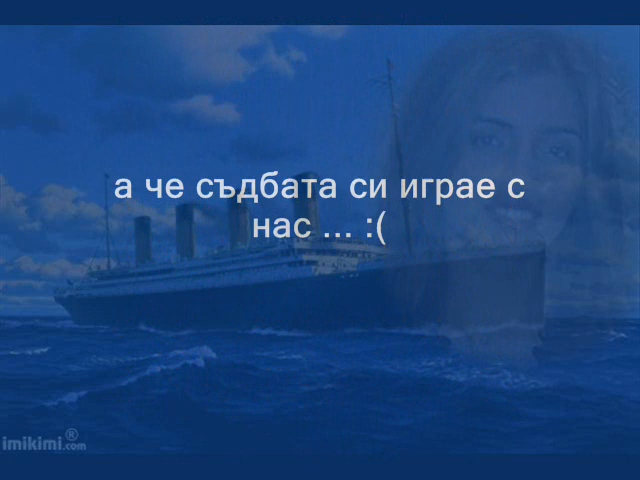 а че съдбата си играе с
нас ... :(
imikimi®.com